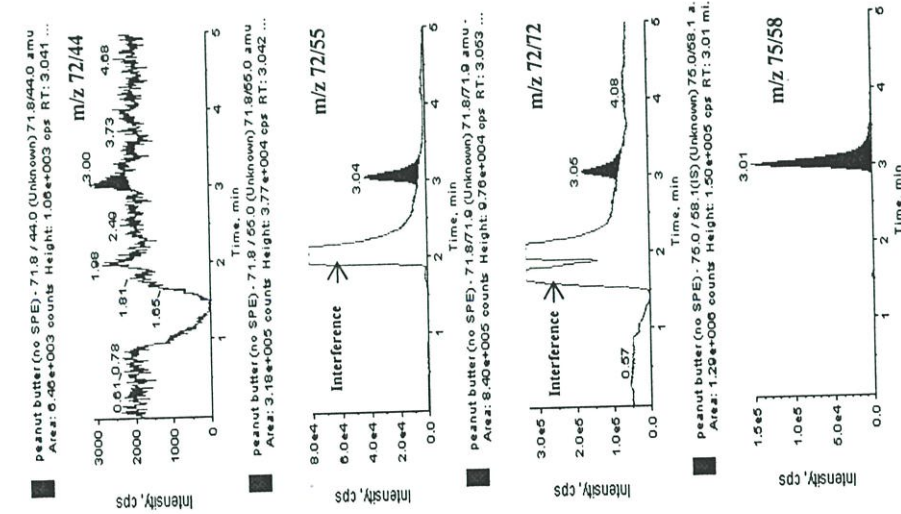 peanut butter (no SPE) - 71.8 / 44.0 (Unknown) 71.8/44.0 amu
Area: 6.46e+003 counts Height: 1.06e+003 cps RT: 3.041 ...
m/z 72/44
3.00
1.98
4.68
3.73
2.40
1.81
1.65
0.61 0.78
3000
2000
1000
0
1 2 3 4 5
Time, min
Intensity, cps
peanut butter (no SPE) - 71.8 / 55.0 (Unknown) 71.8/55.0 amu
Area: 3.18e+005 counts Height: 3.77e+004 cps RT: 3.042 ...
m/z 72/55
Interference
3.04
8.0e4
6.0e4
4.0e4
2.0e4
0.0
1 2 3 4 5
Time, min
Intensity, cps
peanut butter (no SPE) - 71.8/71.9 (Unknown) 71.8/71.9 amu -
Area: 8.40e+005 counts Height: 9.76e+004 cps RT: 3.053 ...
m/z 72/72
Interference
3.05
4.08
0.57
3.0e5
2.0e5
1.0e5
0.0
1 2 3 4 5
Time, min
Intensity, cps
peanut butter (no SPE) - 75.0 / 58.1 (IS) (Unknown) 75.0/58.1 a.
Area: 1.29e+006 counts Height: 1.50e+005 cps RT: 3.01 mi.
m/z 75/58
3.01
1.5e5
1.0e5
5.0e4
0.0
1 2 3 4 5
Time, min
Intensity, cps